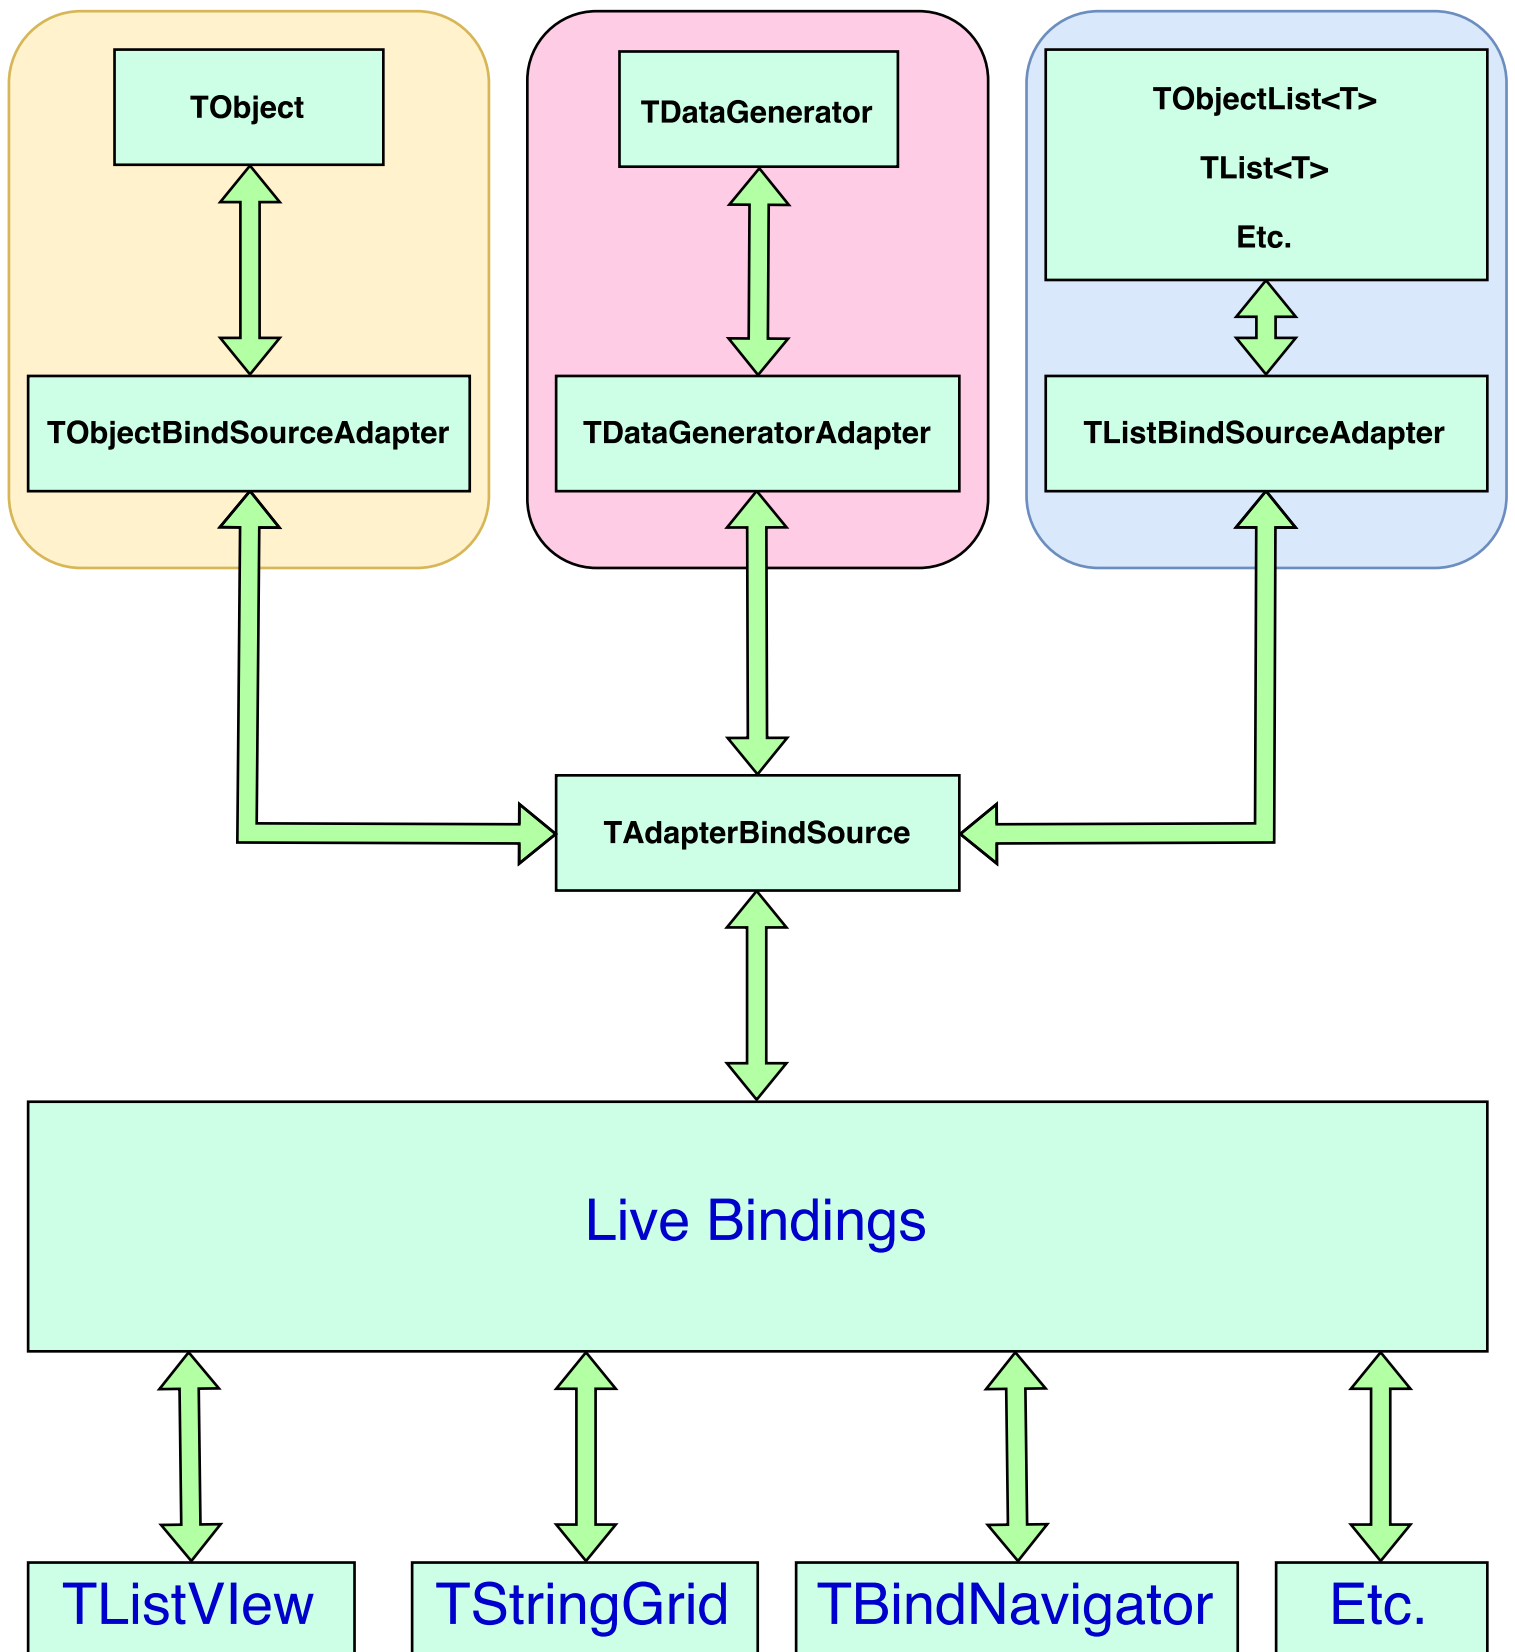 TObject
TDataGenerator
TObjectList<T>
TList<T>
Etc.
TObjectBindSourceAdapter
TDataGeneratorAdapter
TListBindSourceAdapter
TAdapterBindSource
Live Bindings
TListVIew
TStringGrid
TBindNavigator
Etc.